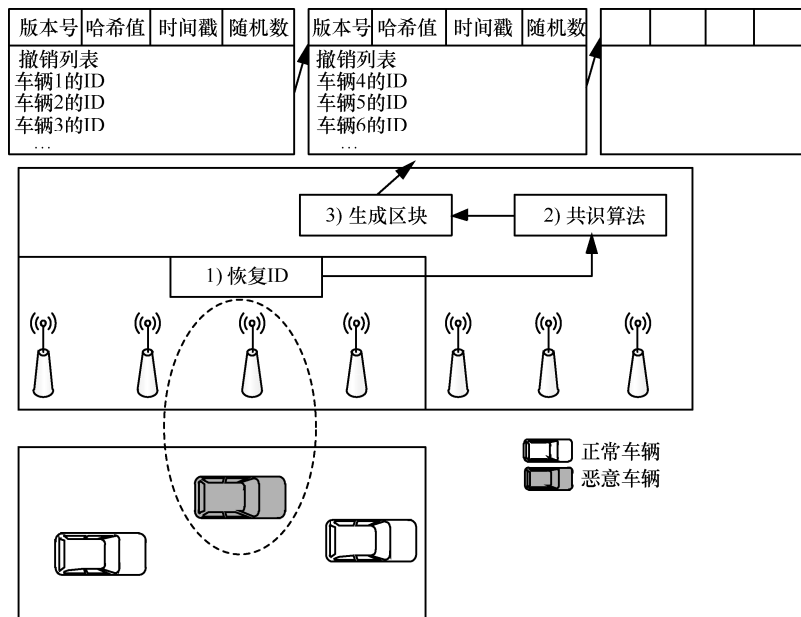 版本号 哈希值 时间戳 随机数
撤销列表
车辆1的ID
车辆2的ID
车辆3的ID
…
版本号 哈希值 时间戳 随机数
撤销列表
车辆4的ID
车辆5的ID
车辆6的ID
…
3) 生成区块
2) 共识算法
1) 恢复ID
正常车辆
恶意车辆